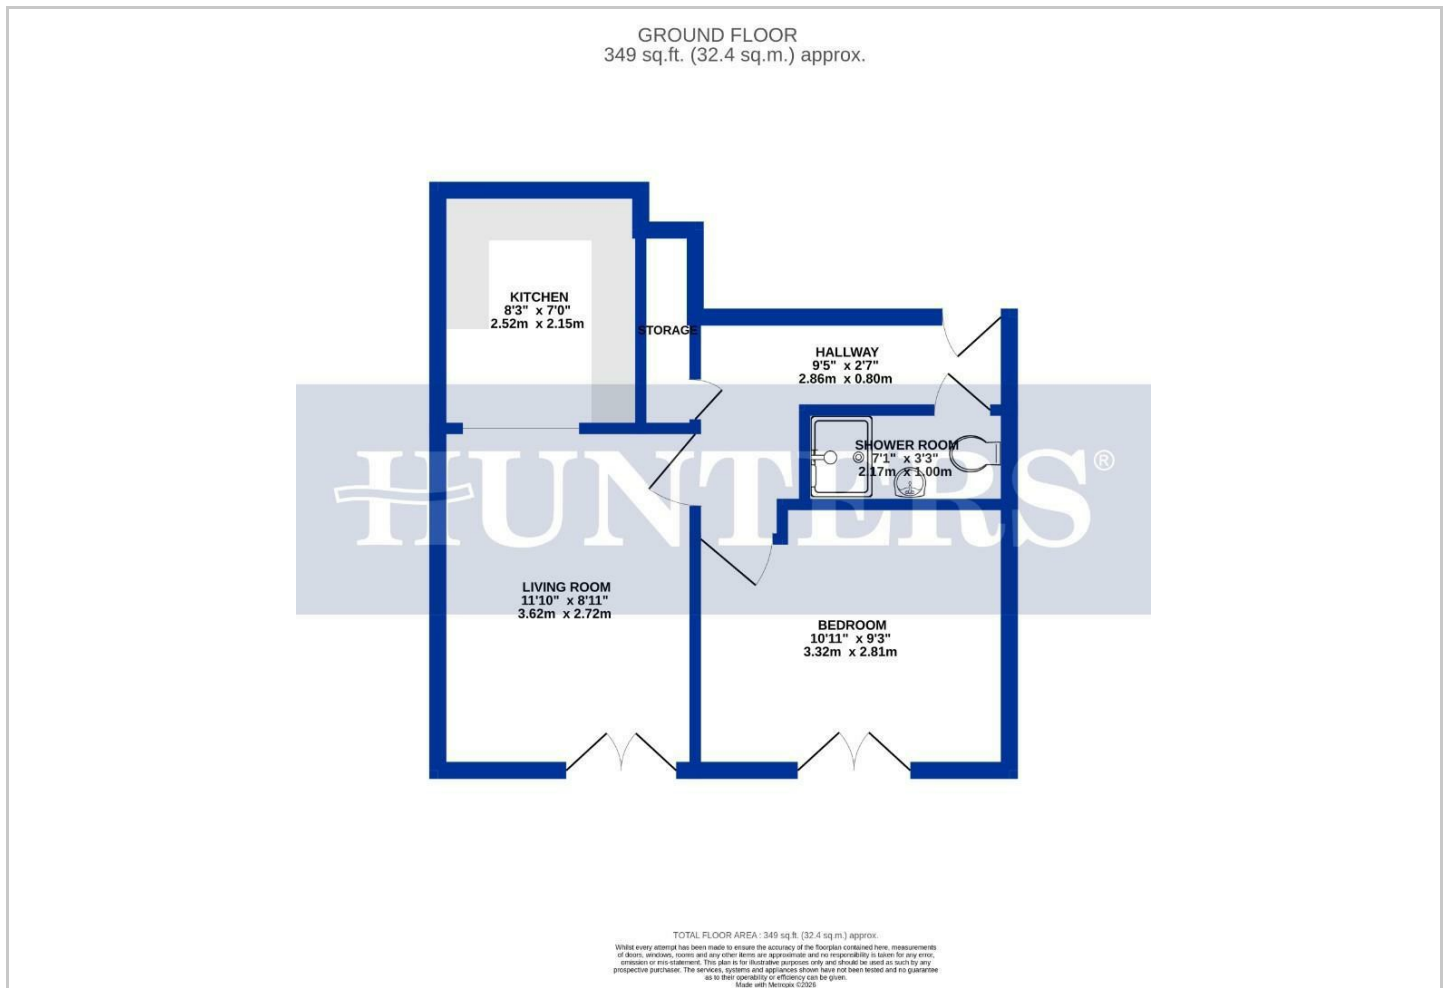 GROUND FLOOR
349 sq.ft. (32.4 sq.m.) approx.
KITCHEN
8'3" x 7'0"
2.52m x 2.15m
STORAGE
HALLWAY
9'5" x 2'7"
2.86m x 0.80m
SHOWER ROOM
7'1" x 3'3"
2.17m x 1.00m
HUNTERS®
LIVING ROOM
11'10" x 8'11"
3.62m x 2.72m
BEDROOM
10'11" x 9'3"
3.32m x 2.81m
TOTAL FLOOR AREA : 349 sq.ft. (32.4 sq.m.) approx.
Whilst every attempt has been made to ensure the accuracy of the floorplan contained here, measurements
of doors, windows, rooms and any other items are approximate and no responsibility is taken for any error,
omission or mis-statement. This plan is for illustrative purposes only and should be used as such by any
prospective purchaser. The services, systems and appliances shown have not been tested and no guarantee
as to their operability or efficiency can be given.
Made with Metropix ©2026